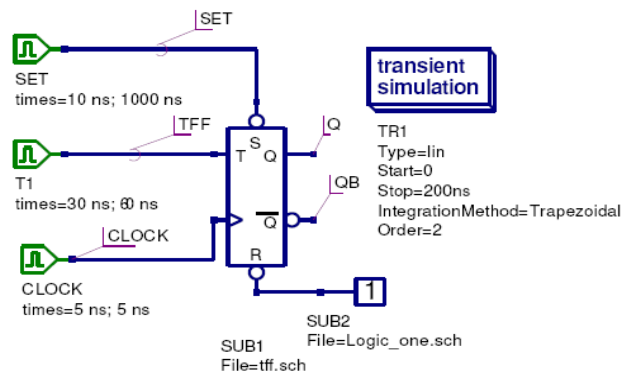 SET
SET
times=10 ns; 1000 ns
transient
simulation
TFF
S
T
Q
Q
TR1
Type=lin
Start=0
Stop=200ns
IntegrationMethod=Trapezoidal
Order=2
T1
times=30 ns; 60 ns
QB
Q
CLOCK
R
CLOCK
times=5 ns; 5 ns
1
SUB2
File=Logic_one.sch
SUB1
File=tff.sch